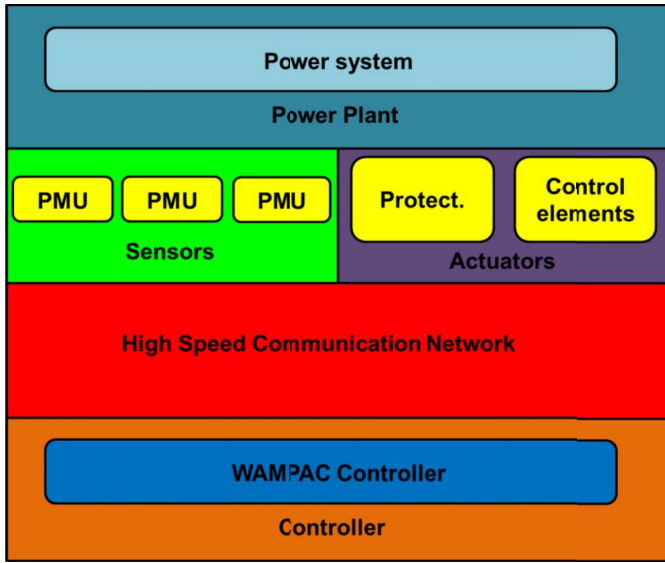 Power system
Power Plant
PMU PMU PMU
Sensors
Protect.
Control
elements
Actuators
High Speed Communication Network
WAMPAC Controller
Controller